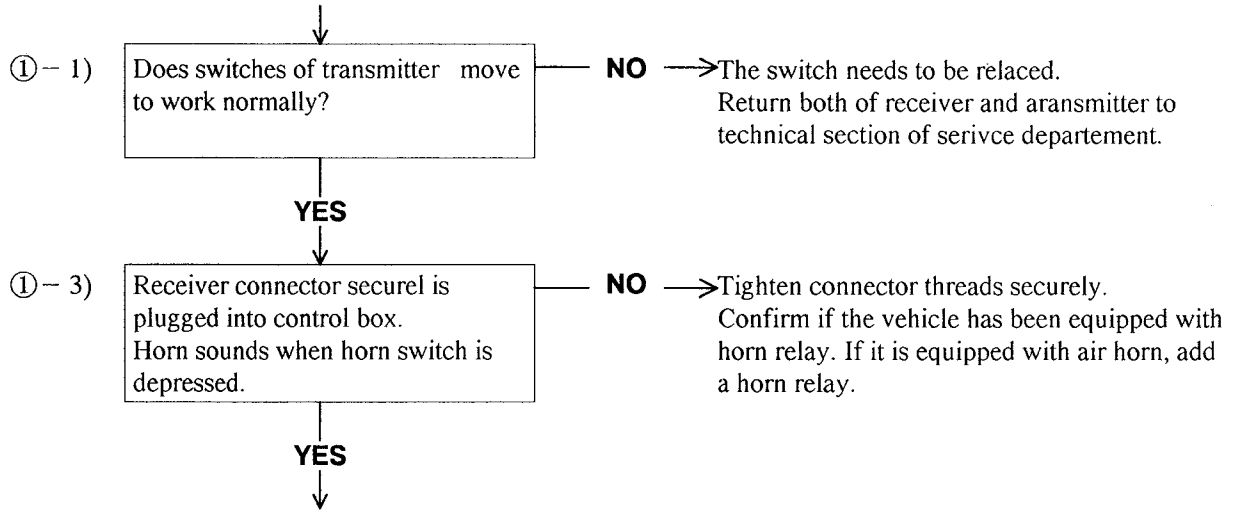 ①− 1)
Does switches of transmitter move
to work normally?
NO
The switch needs to be relaced.
Return both of receiver and aransmitter to
technical section of serivce departement.
YES
①− 3)
Receiver connector securel is
plugged into control box.
Horn sounds when horn switch is
depressed.
NO
Tighten connector threads securely.
Confirm if the vehicle has been equipped with
horn relay. If it is equipped with air horn, add
a horn relay.
YES